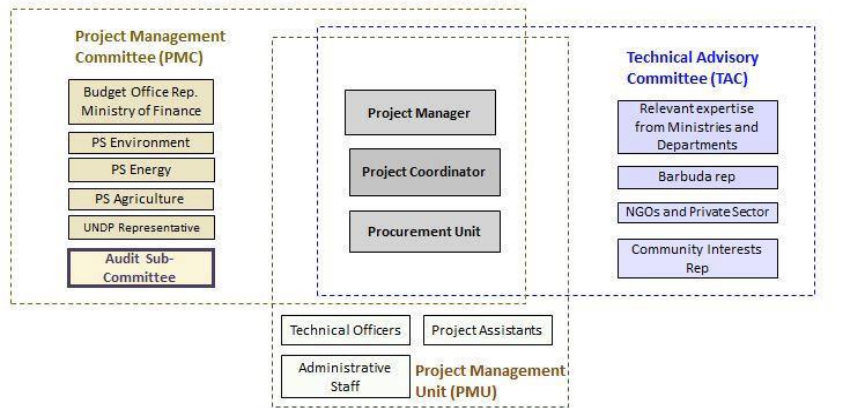 Project Management
Committee (PMC)
Budget Office Rep.
Ministry of Finance
PS Environment
PS Energy
PS Agriculture
UNDP Representative
Audit Sub-
Committee
Project Manager
Project Coordinator
Procurement Unit
Technical Advisory
Committee (TAC)
Relevant expertise
from Ministries and
Departments
Barbuda rep
NGOs and Private Sector
Community Interests
Rep
Technical Officers
Project Assistants
Administrative
Staff
Project Management
Unit (PMU)